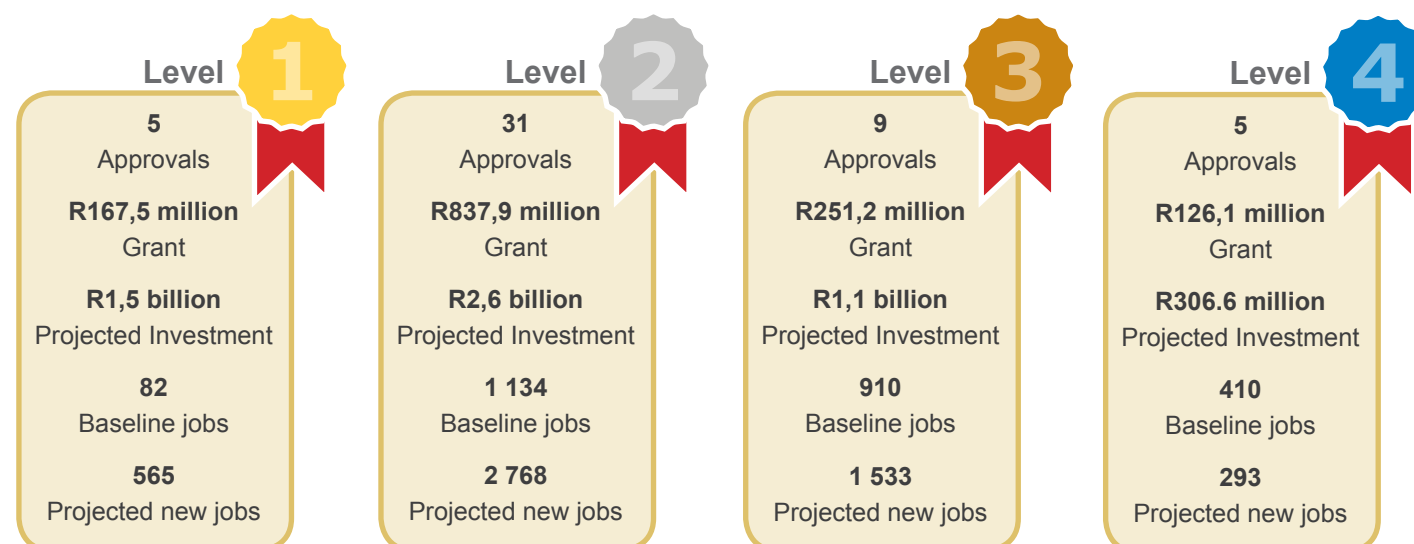 Level 1
5
Approvals
R167,5 million
Grant
R1,5 billion
Projected Investment
82
Baseline jobs
565
Projected new jobs
Level 2
31
Approvals
R837,9 million
Grant
R2,6 billion
Projected Investment
1 134
Baseline jobs
2 768
Projected new jobs
Level 3
9
Approvals
R251,2 million
Grant
R1,1 billion
Projected Investment
910
Baseline jobs
1 533
Projected new jobs
Level 4
5
Approvals
R126,1 million
Grant
R306.6 million
Projected Investment
410
Baseline jobs
293
Projected new jobs